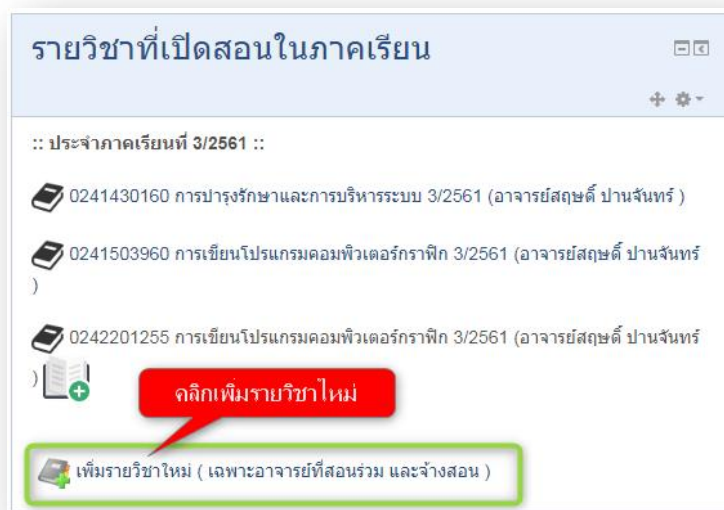 รายวิชาที่เปิดสอนในภาคเรียน
:: ประจำภาคเรียนที่ 3/2561 ::
0241430160 การบำรุงรักษาและการบริหารระบบ 3/2561 (อาจารย์สฤษดิ์ ปานจันทร์ )
0241503960 การเขียนโปรแกรมคอมพิวเตอร์กราฟิก 3/2561 (อาจารย์สฤษดิ์ ปานจันทร์
)
0242201255 การเขียนโปรแกรมคอมพิวเตอร์กราฟิก 3/2561 (อาจารย์สฤษดิ์ ปานจันทร์
)
คลิกเพิ่มรายวิชาใหม่
เพิ่มรายวิชาใหม่ ( เฉพาะอาจารย์ที่สอนร่วม และจ้างสอน )